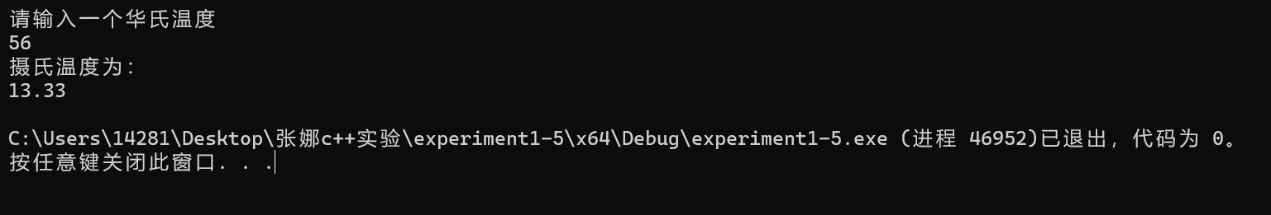 请输入一个华氏温度
56
摄氏温度为：
13.33
C:\Users\14281\Desktop\张娜c++实验\experiment1-5\x64\Debug\experiment1-5.exe (进程 46952)已退出，代码为 0。
按任意键关闭此窗口. . .